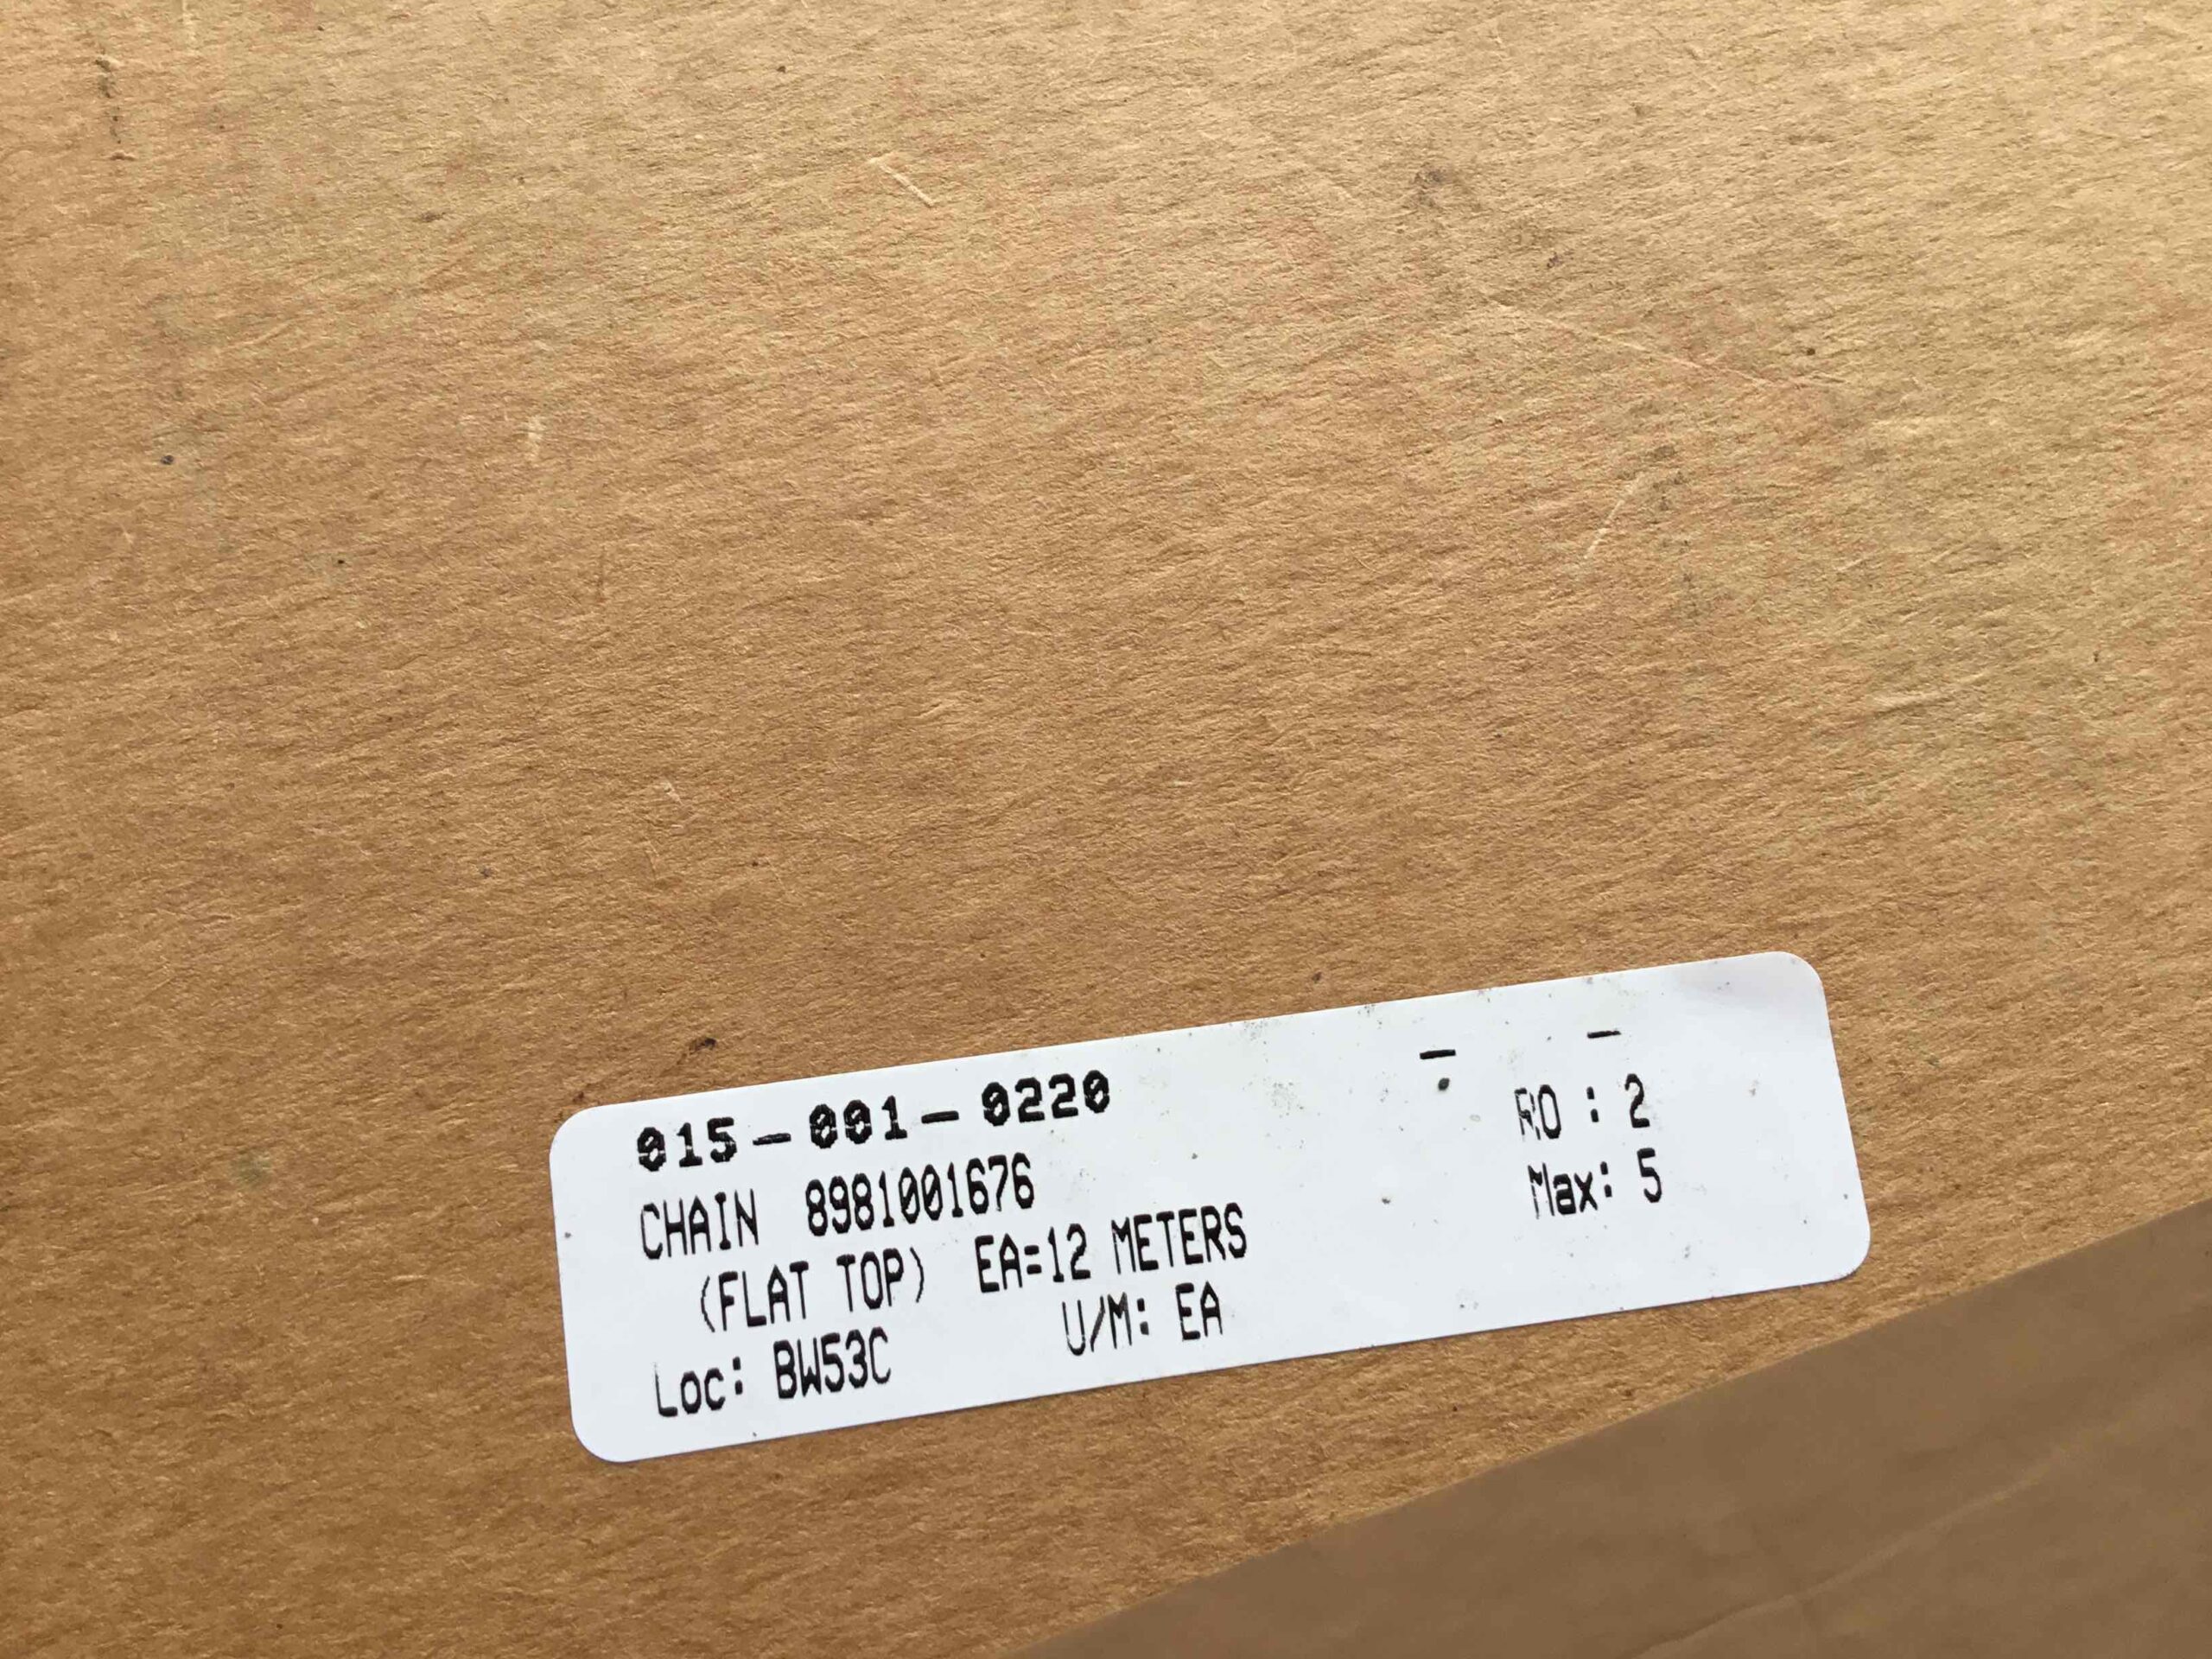 015-001-0220 - -
CHAIN 8981001676 RO : 2
(FLAT TOP) EA=12 METERS Max: 5
Loc: BW53C U/M: EA